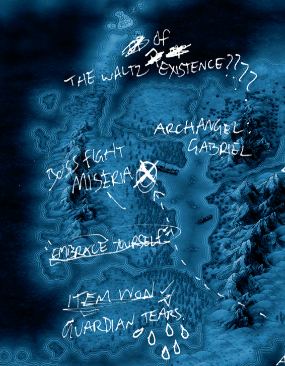 OF
THE WALTZ EXISTENCE????
ARCHANGEL:
GABRIEL
BOSS FIGHT
MISERIA
"EMBRACE YOURSELF"
ITEM WON
GUARDIAN TEARS